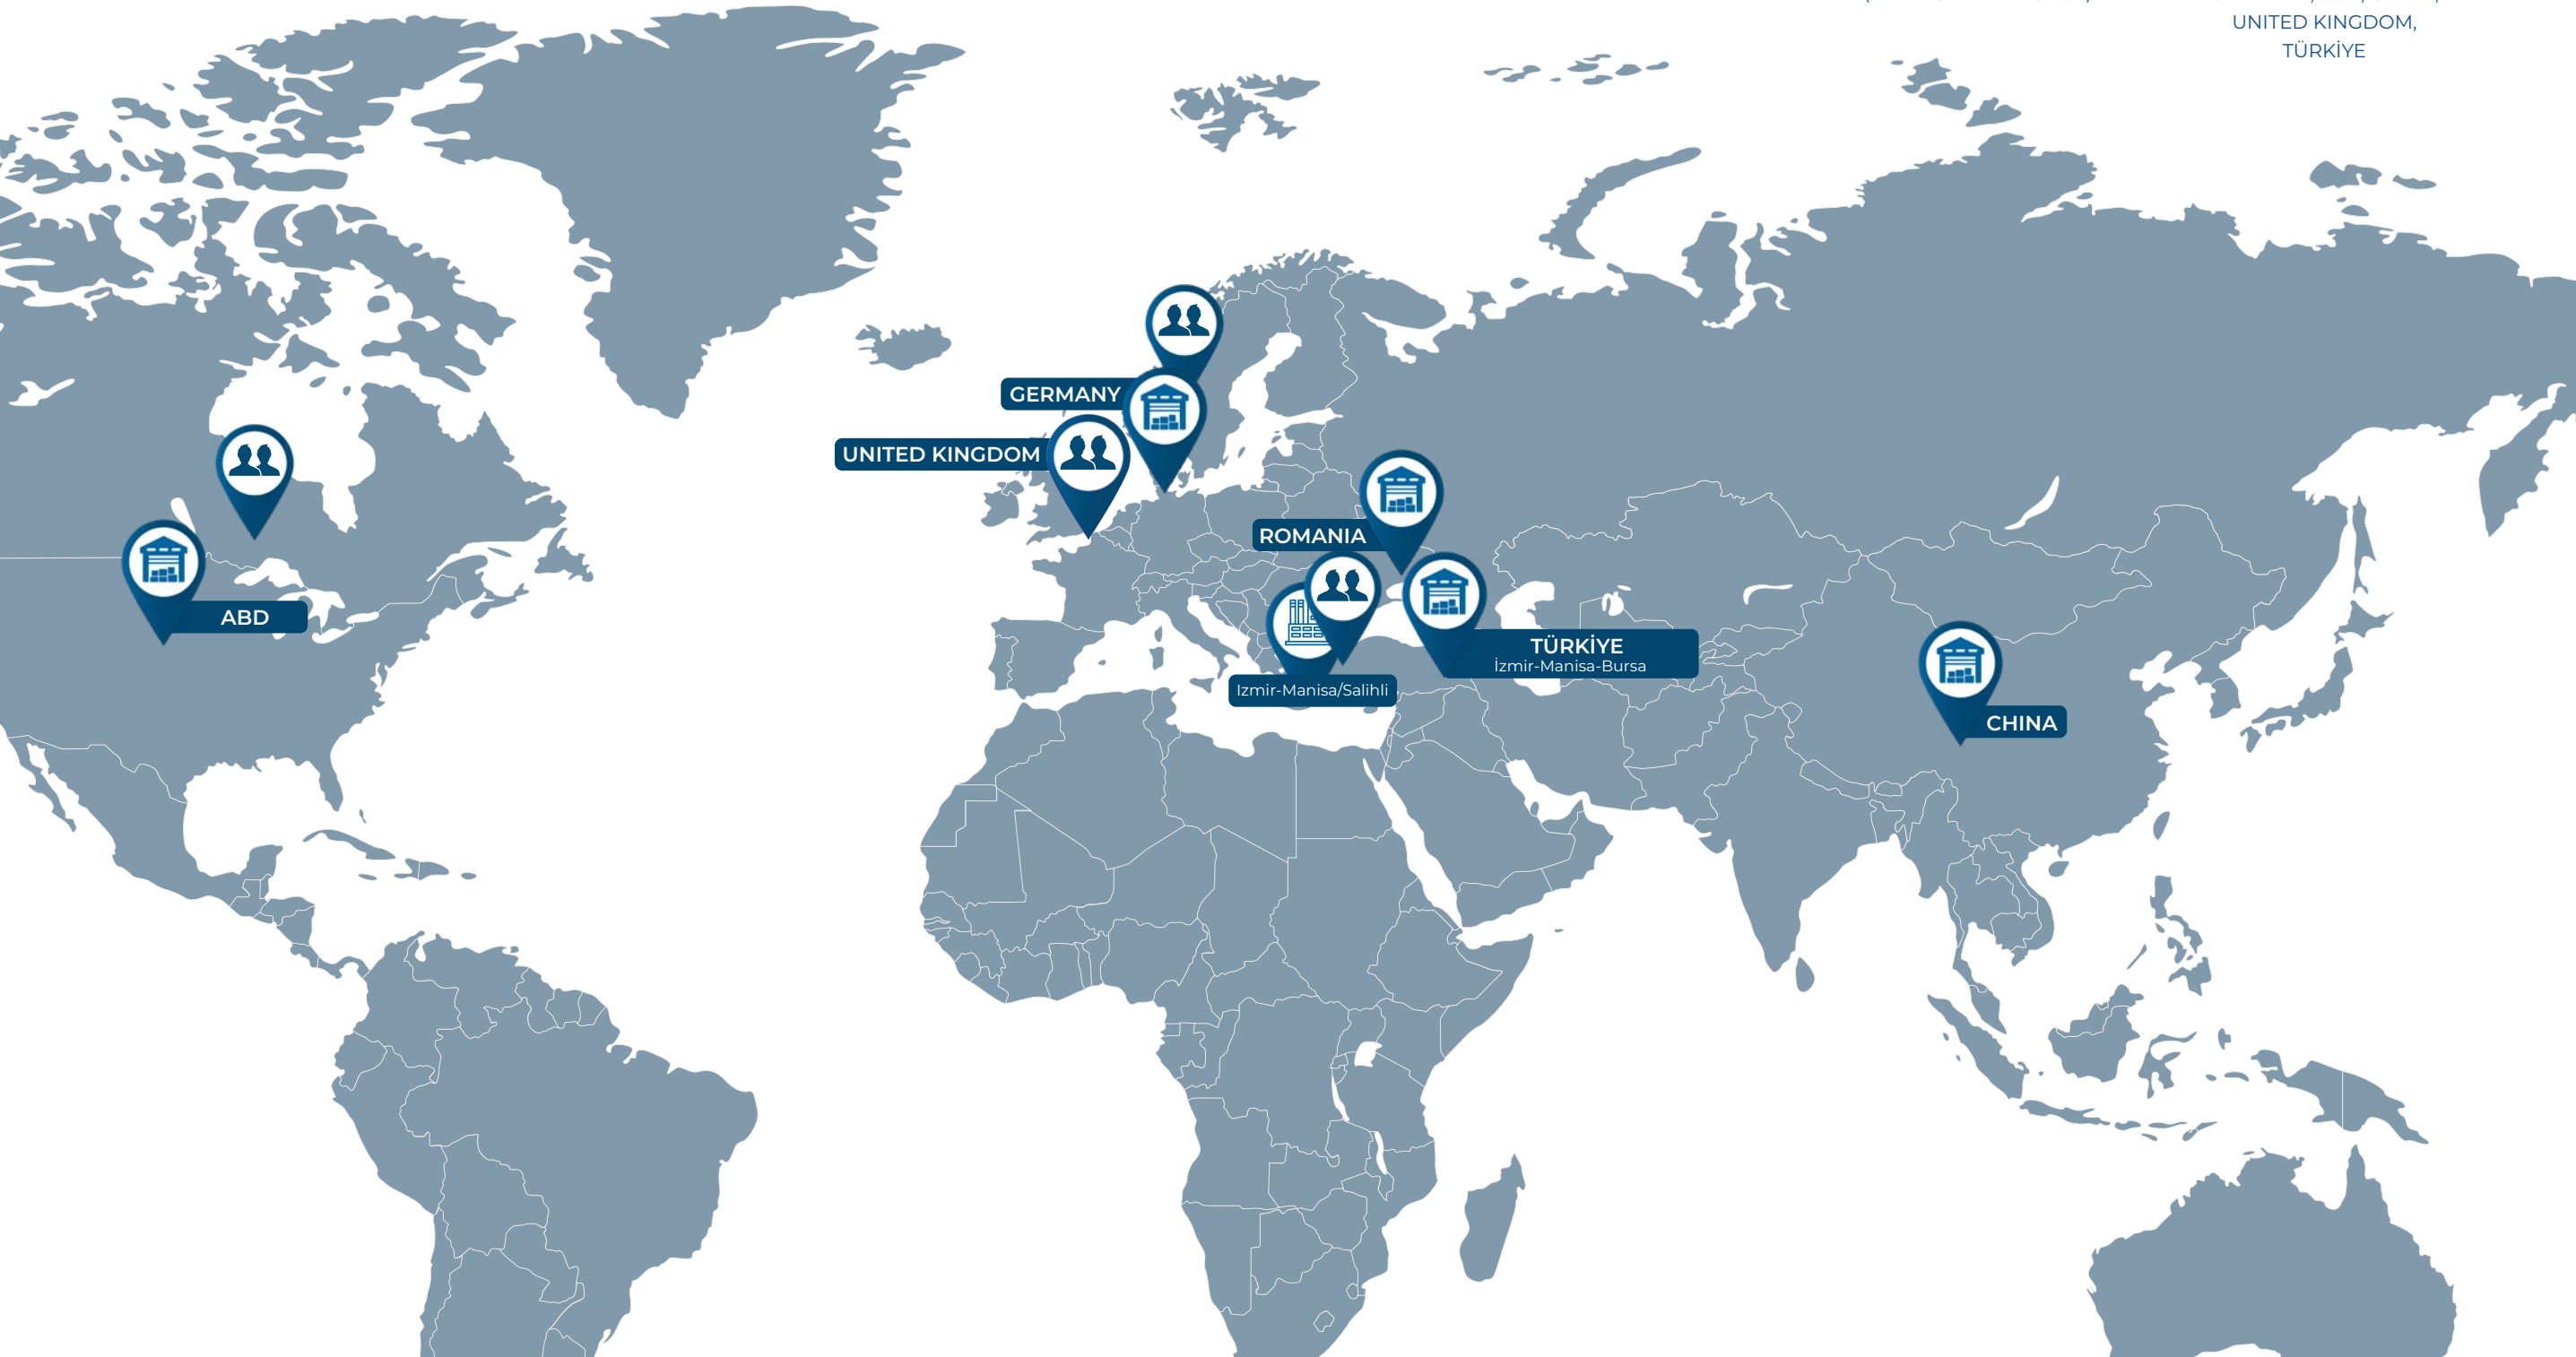 UNITED KINGDOM,
TÜRKİYE
GERMANY
UNITED KINGDOM
ROMANIA
ABD
TÜRKİYE
İzmir-Manisa-Bursa
Izmir-Manisa/Salihli
CHINA